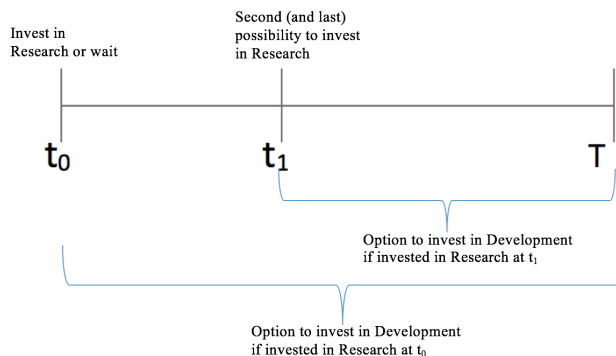 Invest in
Research or wait
Second (and last)
possibility to invest
in Research
t₀
t₁
T
Option to invest in Development
if invested in Research at t₁
Option to invest in Development
if invested in Research at t₀